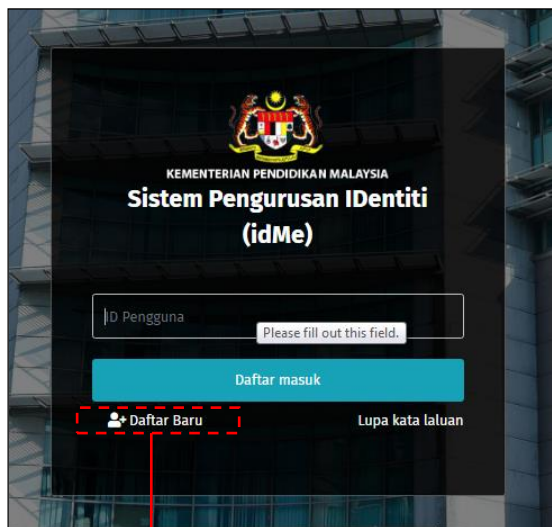 KEMENTERIAN PENDIDIKAN MALAYSIA
Sistem Pengurusan IDentiti
(idMe)
ID Pengguna
Please fill out this field.
Daftar masuk
Daftar Baru
Lupa kata laluan